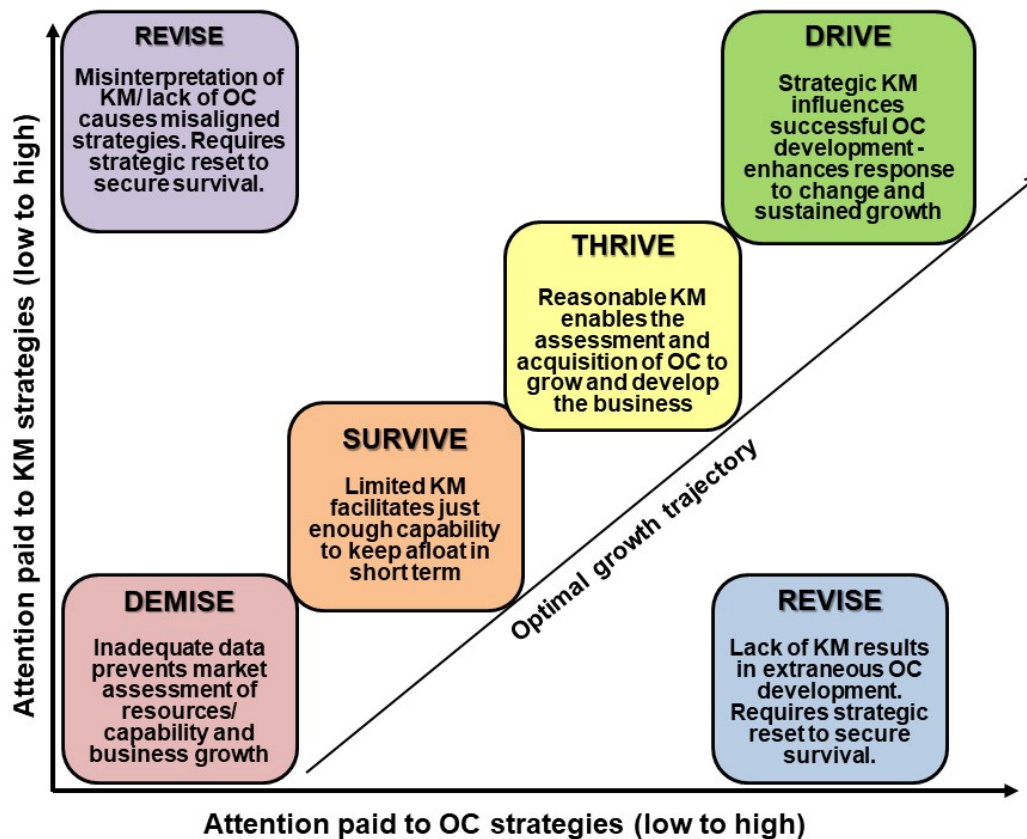 REVISE
Misinterpretation of
KM/ lack of OC
causes misaligned
strategies. Requires
strategic reset to
secure survival.
DRIVE
Strategic KM
influences
successful OC
development -
enhances response
to change and
sustained growth
THRIVE
Reasonable KM
enables the
assessment and
acquisition of OC to
grow and develop
the business
SURVIVE
Limited KM
facilitates just
enough capability
to keep afloat in
short term
DEMISE
Inadequate data
prevents market
assessment of
resources/
capability and
business growth
REVISE
Lack of KM results
in extraneous OC
development.
Requires strategic
reset to secure
survival.
Optimal growth trajectory
Attention paid to KM strategies (low to high)
Attention paid to OC strategies (low to high)